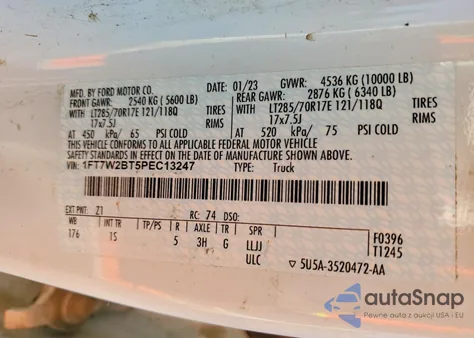 MFD. BY FORD MOTOR CO.
01/23 GVWR: 4536 KG (10000 LB)
FRONT GAWR: 2540 KG (5600 LB) REAR GAWR: 2876 KG (6340 LB)
WITH LT285/70R17E 121/118Q TIRES WITH LT285/70R17E 121/118Q TIRES
17x7.5J RIMS 17x7.5J RIMS
AT 450 kPa/ 65 PSI COLD AT 520 kPa/ 75 PSI COLD
THIS VEHICLE CONFORMS TO ALL APPLICABLE FEDERAL MOTOR VEHICLE
SAFETY STANDARDS IN EFFECT ON THE DATE OF MANUFACTURE SHOWN ABOVE.
VIN: 1FT7W2BT5PEC13247 TYPE: Truck
EXT PNT: Z1 RC: 74 DSO:
WB INT TR TP/PS R AXLE TR SPR
176 IS 5 3H G LLJJ
ULC
F0396
T1245
▽ 5U5A-3520472-AA
autoSnap
Auction Vehicles from USA i EU